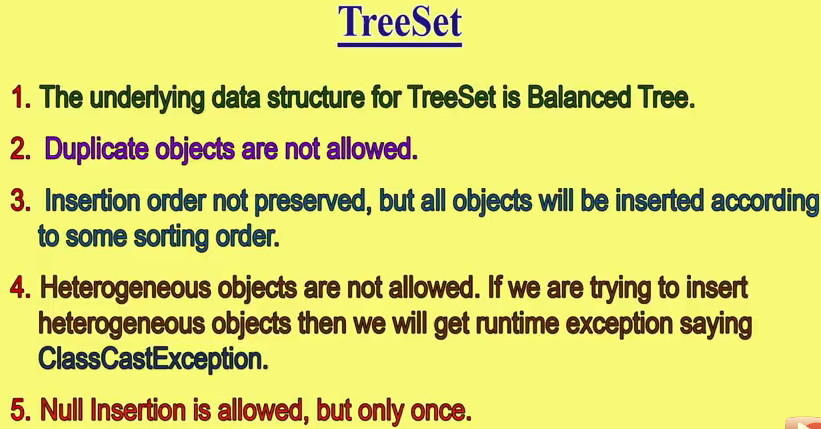 TreeSet
1. The underlying data structure for TreeSet is Balanced Tree.
2. Duplicate objects are not allowed.
3. Insertion order not preserved, but all objects will be inserted according
to some sorting order.
4. Heterogeneous objects are not allowed. If we are trying to insert
heterogeneous objects then we will get runtime exception saying
ClassCastException.
5. Null Insertion is allowed, but only once.